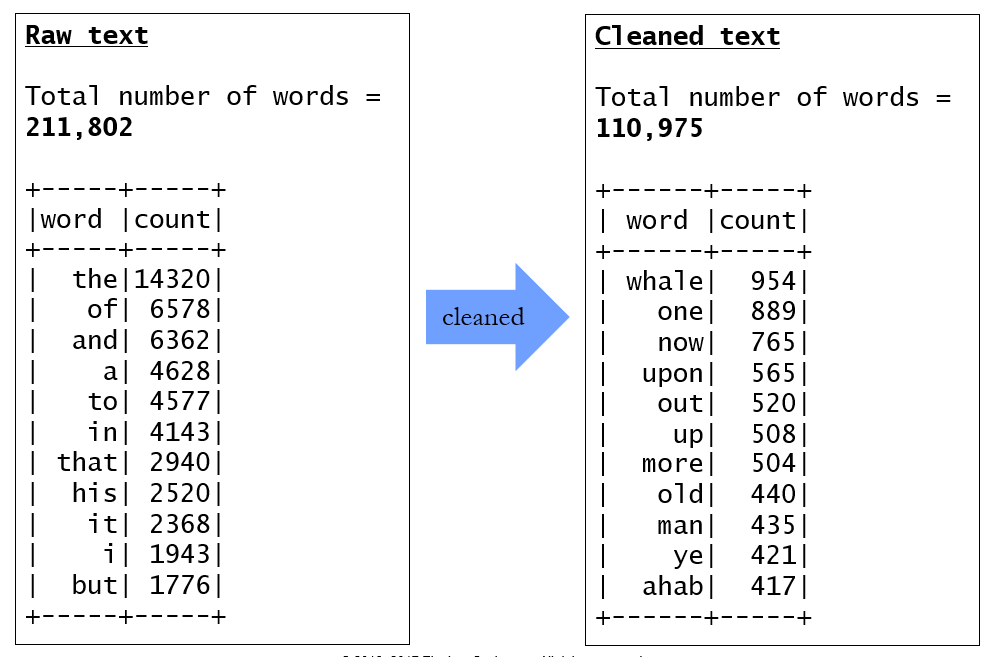 Raw text
Total number of words =
211,802
+-----+-----+
|word |count|
+-----+-----+
|  the|14320|
|   of| 6578|
|  and| 6362|
|    a| 4628|
|   to| 4577|
|   in| 4143|
| that| 2940|
|  his| 2520|
|   it| 2368|
|    i| 1943|
|  but| 1776|
+-----+-----+
cleaned
Cleaned text
Total number of words =
110,975
+------+-----+
| word |count|
+------+-----+
| whale|  954|
|   one|  889|
|   now|  765|
|  upon|  565|
|   out|  520|
|    up|  508|
|  more|  504|
|   old|  440|
|   man|  435|
|    ye|  421|
|  ahab|  417|
+------+-----+